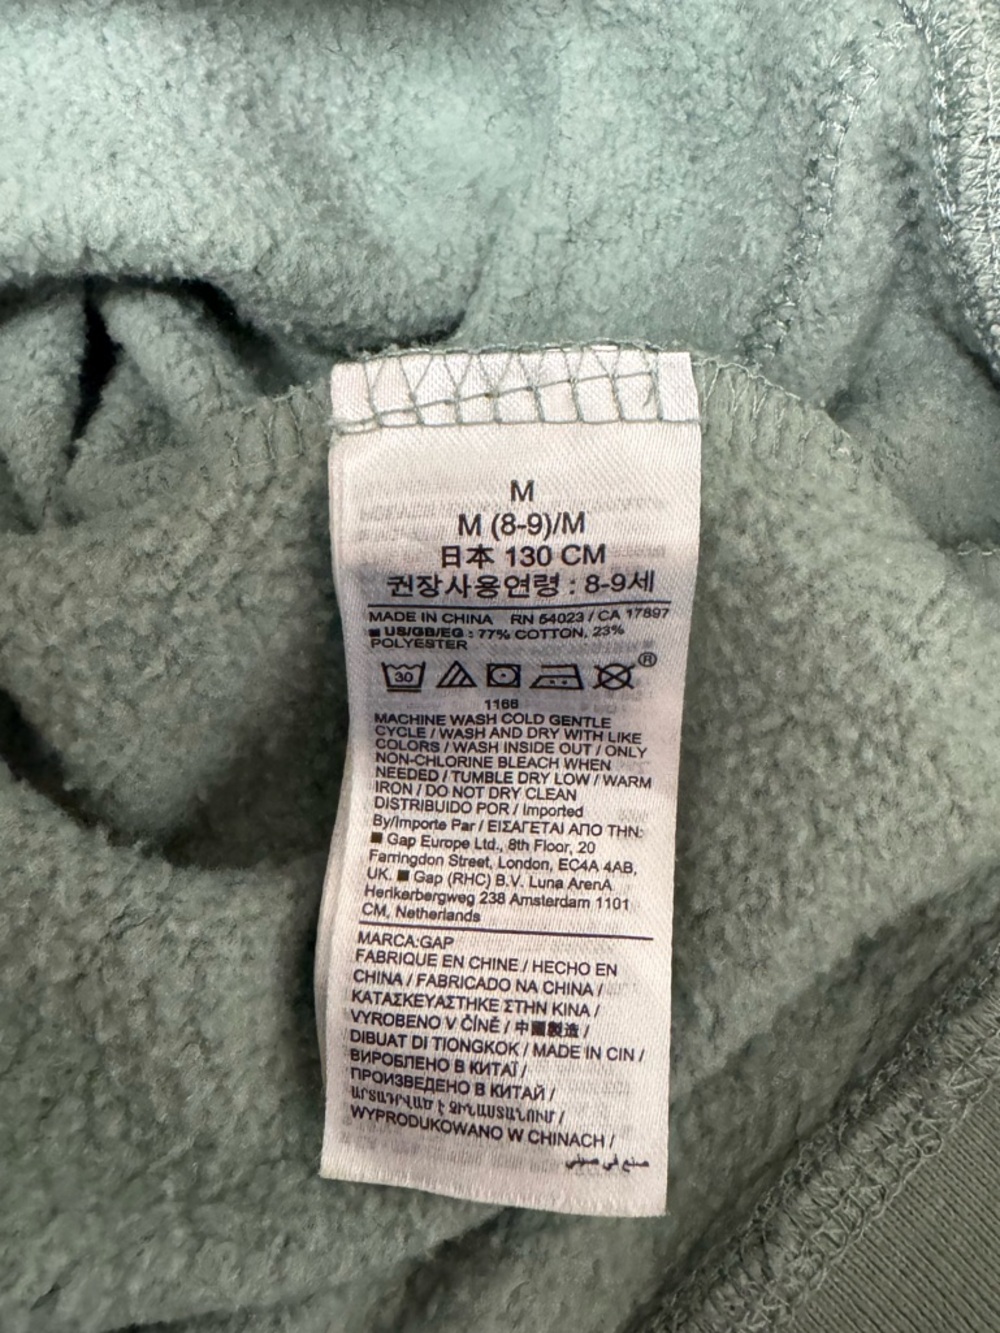 M
M (8-9)/M
日本 130 CM
권장사용연령 : 8-9세
MADE IN CHINA RN 54023 / CA 17897
■ US/GB/EG : 77% COTTON, 23%
POLYESTER
30
®
1166
MACHINE WASH COLD GENTLE
CYCLE / WASH AND DRY WITH LIKE
COLORS / WASH INSIDE OUT / ONLY
NON-CHLORINE BLEACH WHEN
NEEDED / TUMBLE DRY LOW / WARM
IRON / DO NOT DRY CLEAN
DISTRIBUIDO POR / Imported
By/Importe Par / ΕΙΣΑΓΕΤΑΙ ΑΠΟ ΤΗΝ:
■ Gap Europe Ltd., 8th Floor, 20
Farringdon Street, London, EC4A 4AB,
UK. ■ Gap (RHC) B.V. Luna ArenA
Herikerbergweg 238 Amsterdam 1101
CM, Netherlands
MARCA:GAP
FABRIQUE EN CHINE / HECHO EN
CHINA / FABRICADO NA CHINA /
ΚΑΤΑΣΚΕΥΑΣΤΗΚΕ ΣΤΗΝ ΚΙΝΑ /
VYROBENO V ČÍNĚ / 中國製造 /
DIBUAT DI TIONGKOK / MADE IN CIN /
ВИРОБЛЕНО В КИТАЇ /
ПРОИЗВЕДЕНО В КИТАЙ /
ԱՐՏԱԴՐՎԱԾ Է ՉԻՆԱՍՏԱՆՈՒՄ /
WYPRODUKOWANO W CHINACH /
صنع في صيني